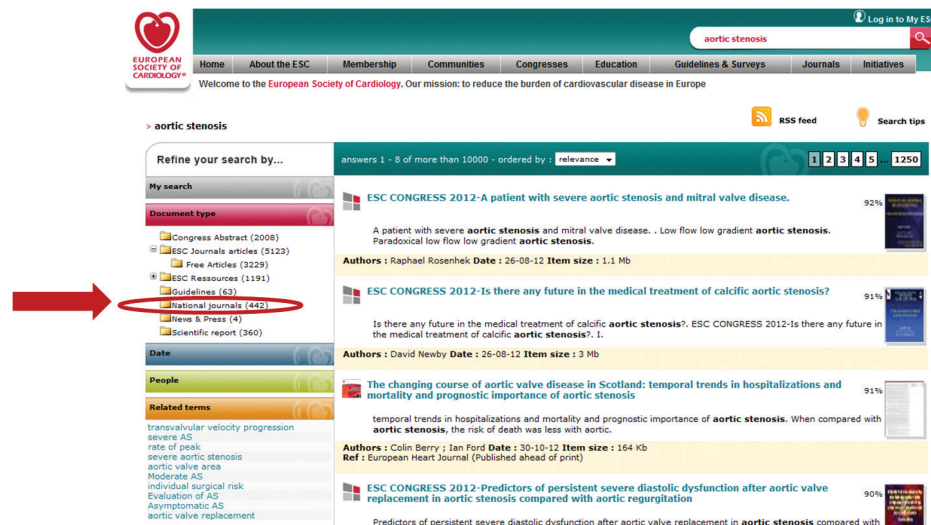 Log in to My ES
aortic stenosis
EUROPEAN
SOCIETY OF
CARDIOLOGY®
Home About the ESC Membership Communities Congresses Education Guidelines & Surveys Journals Initiatives
Welcome to the European Society of Cardiology. Our mission: to reduce the burden of cardiovascular disease in Europe
RSS feed Search tips
> aortic stenosis
Refine your search by...
answers 1 - 8 of more than 10000 - ordered by : relevance
1 2 3 4 5 ... 1250
My search
Document type
Congress Abstract (2008)
ESC Journals articles (5123)
Free Articles (3229)
ESC Ressources (1191)
Guidelines (63)
National journals (442)
News & Press (4)
Scientific report (360)
Date
People
Related terms
transvalvular velocity progression
severe AS
rate of peak
severe aortic stenosis
aortic valve area
Moderate AS
individual surgical risk
Evaluation of AS
Asymptomatic AS
aortic valve replacement
ESC CONGRESS 2012-A patient with severe aortic stenosis and mitral valve disease.
92%
A patient with severe aortic stenosis and mitral valve disease. . Low flow low gradient aortic stenosis.
Paradoxical low flow low gradient aortic stenosis.
Authors : Raphael Rosenhek Date : 26-08-12 Item size : 1.1 Mb
ESC CONGRESS 2012-Is there any future in the medical treatment of calcific aortic stenosis?
91%
Is there any future in the medical treatment of calcific aortic stenosis?. ESC CONGRESS 2012-Is there any future in
the medical treatment of calcific aortic stenosis?. I.
Authors : David Newby Date : 26-08-12 Item size : 3 Mb
The changing course of aortic valve disease in Scotland: temporal trends in hospitalizations and
mortality and prognostic importance of aortic stenosis
91%
temporal trends in hospitalizations and mortality and prognostic importance of aortic stenosis. When compared with
aortic stenosis, the risk of death was less with aortic.
Authors : Colin Berry ; Ian Ford Date : 30-10-12 Item size : 164 Kb
Ref : European Heart Journal (Published ahead of print)
ESC CONGRESS 2012-Predictors of persistent severe diastolic dysfunction after aortic valve
replacement in aortic stenosis compared with aortic regurgitation
90%
Predictors of persistent severe diastolic dysfunction after aortic valve replacement in aortic stenosis compared with